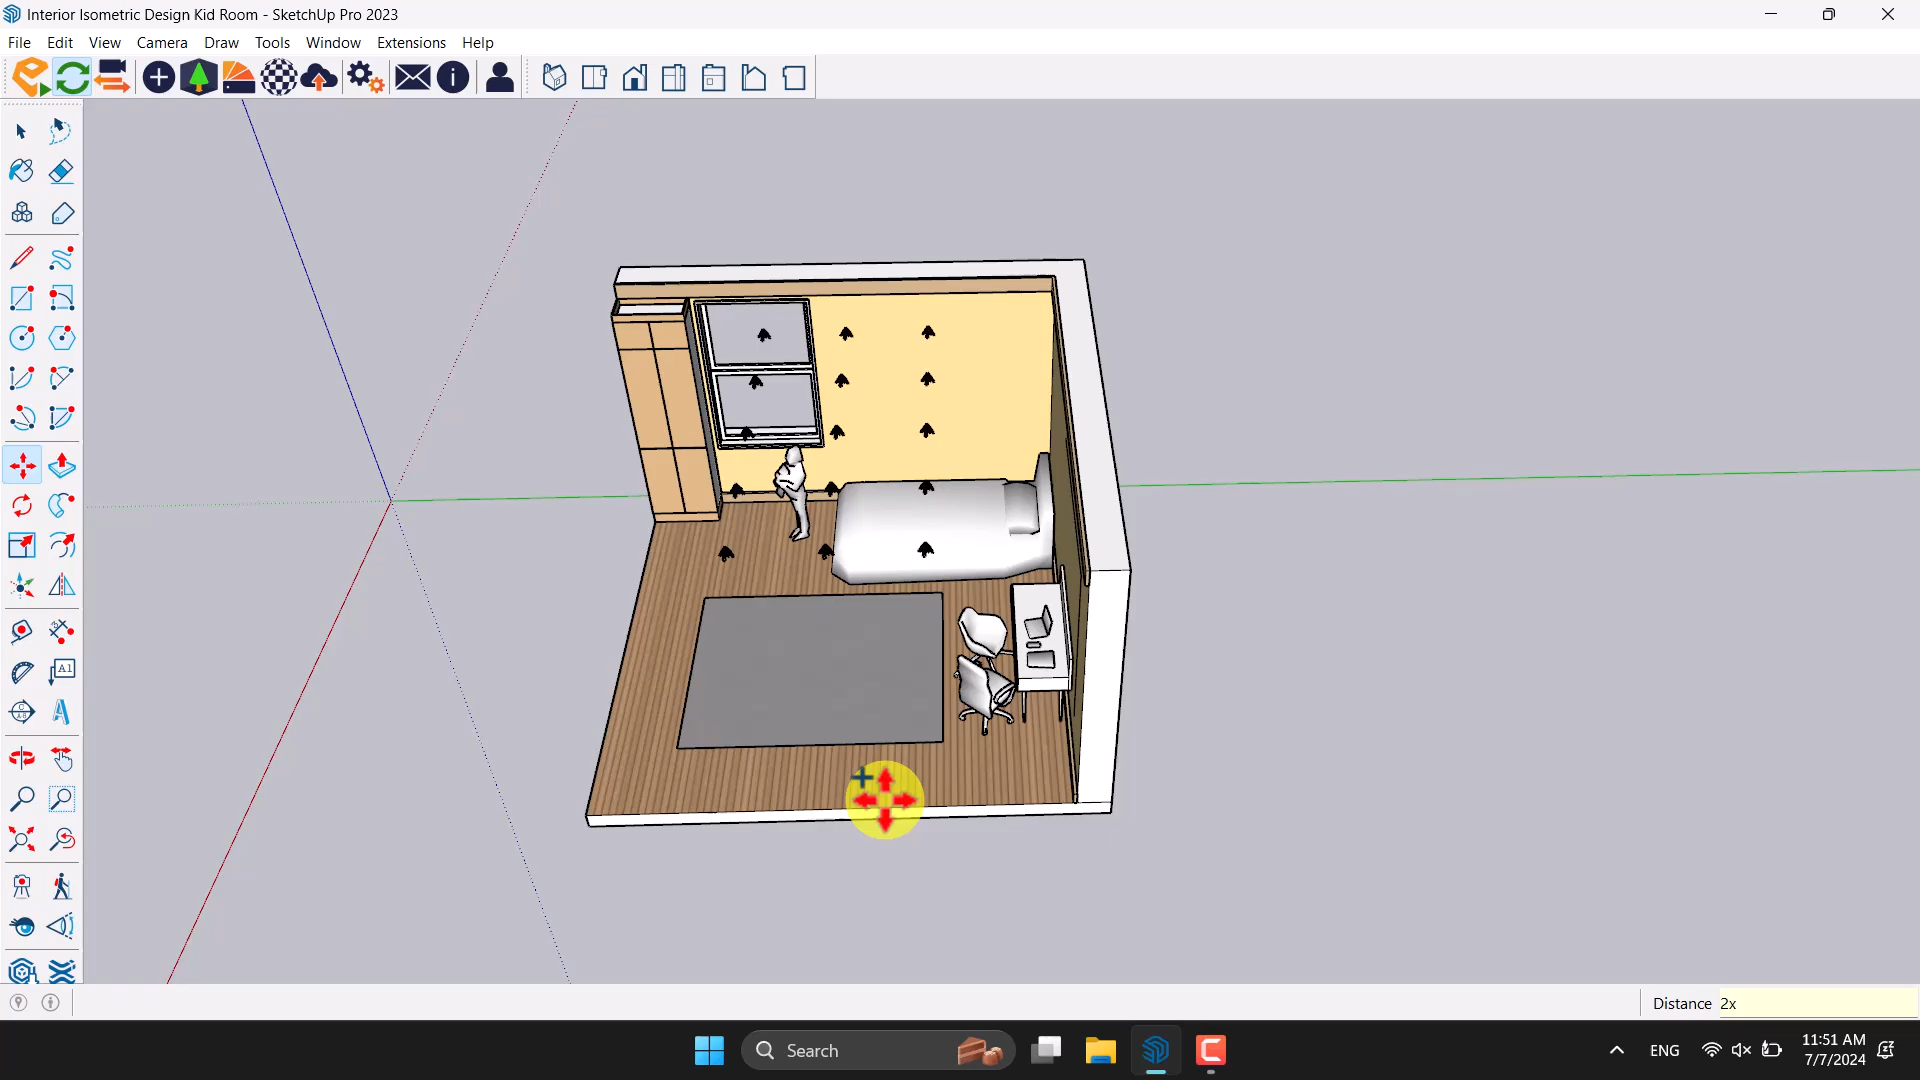 Interior Isometric Design Kid Room - SketchUp Pro 2023
File Edit View Camera Draw Tools Window Extensions Help
A1
Distance 2x
Search
ENG
11:51 AM
7/7/2024